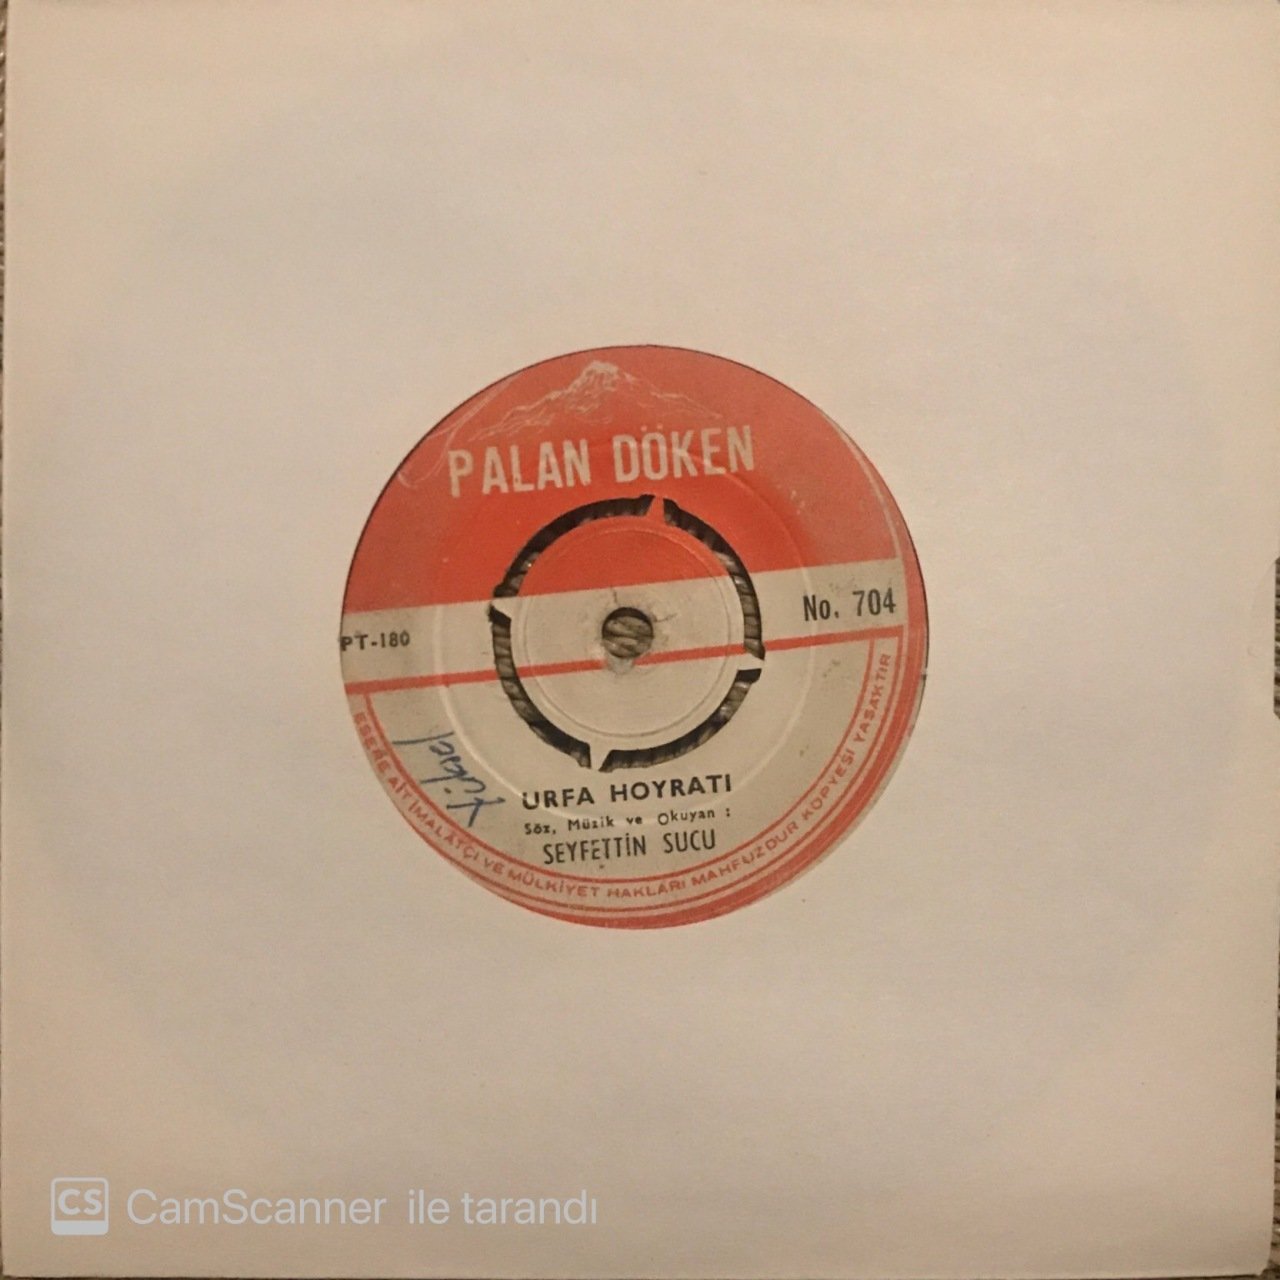 PALAN DÖKEN
No. 704
PT-180
URFA HOYRATI
Söz, Müzik ve Okuyan :
SEYFETTİN SUCU
ESERE AİT İMALATÇI VE MÜLKİYET HAKLARI MAHFUZDUR KOPYESİ YASAKTIR
CS CamScanner ile tarandı